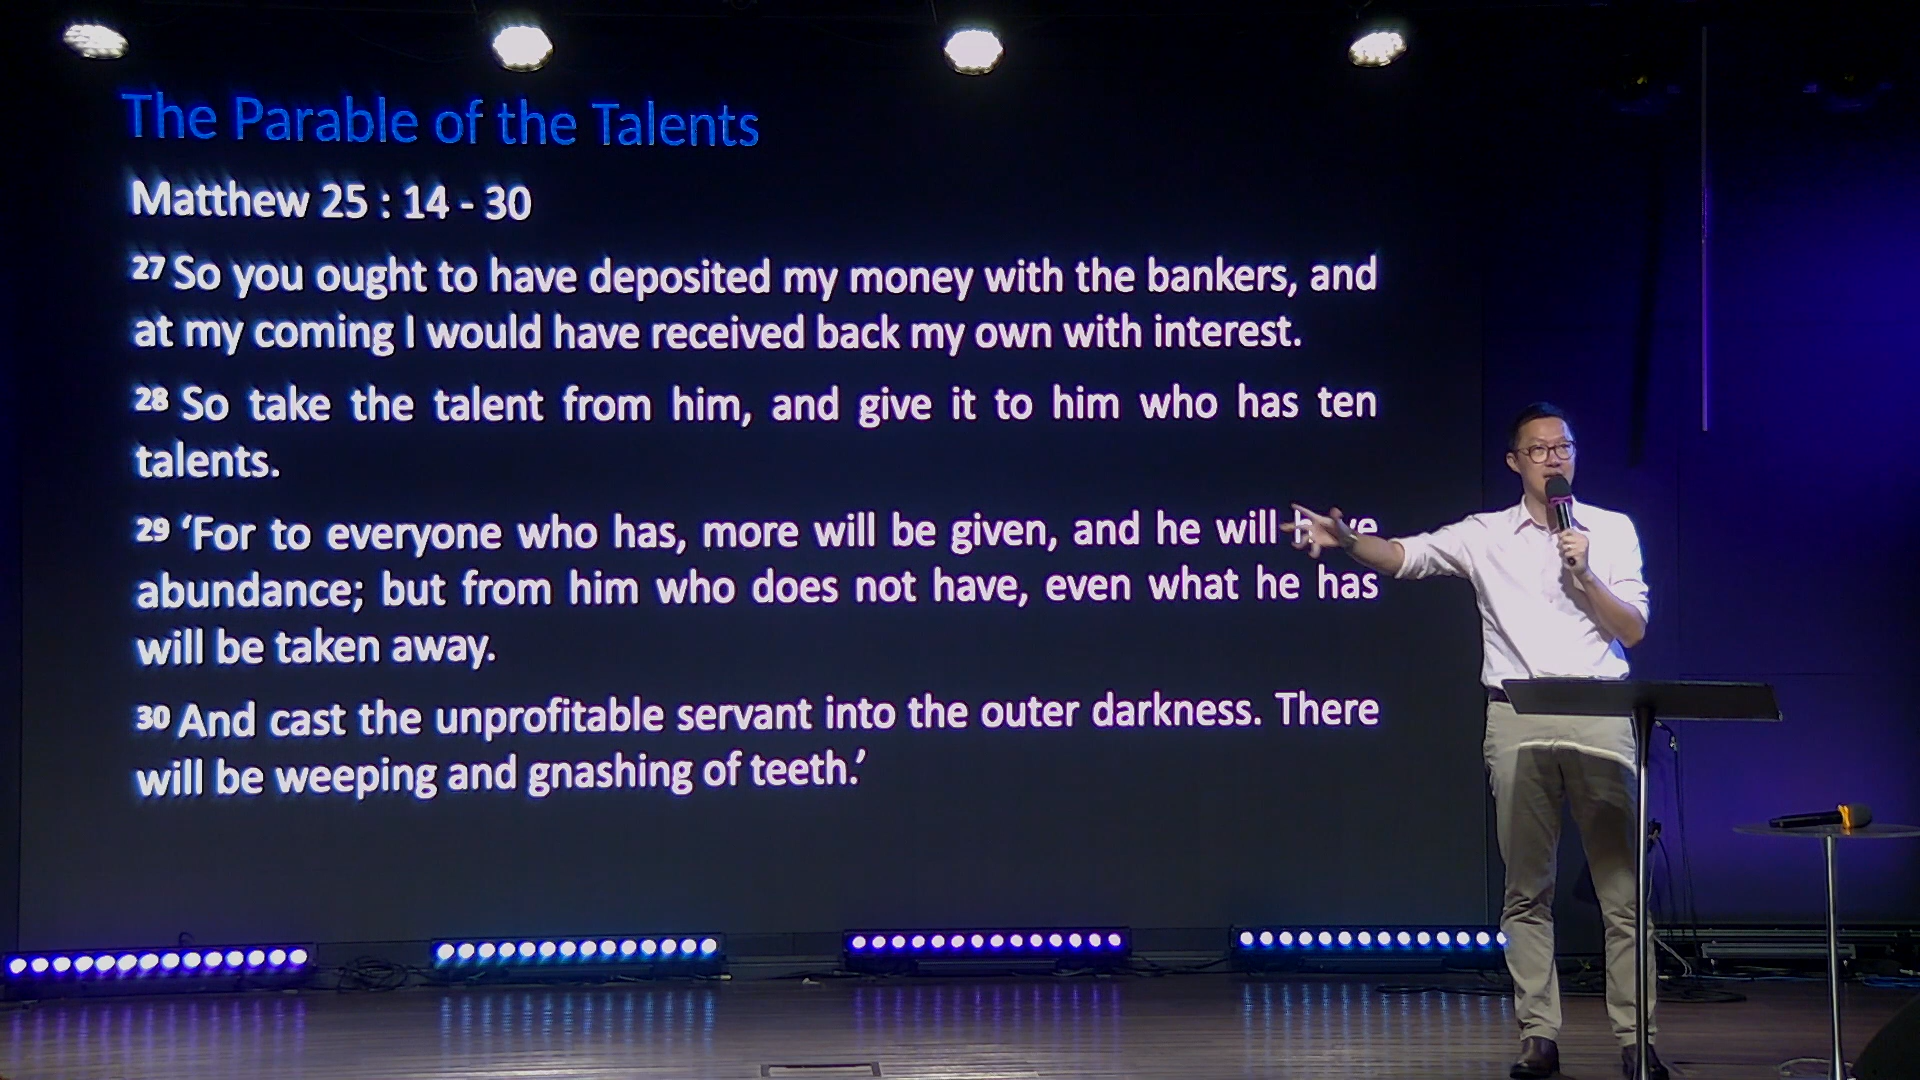 The Parable of the Talents
Matthew 25 : 14 - 30
27 So you ought to have deposited my money with the bankers, and
at my coming I would have received back my own with interest.
28 So take the talent from him, and give it to him who has ten
talents.
29 ‘For to everyone who has, more will be given, and he will have
abundance; but from him who does not have, even what he has
will be taken away.
30 And cast the unprofitable servant into the outer darkness. There
will be weeping and gnashing of teeth.’